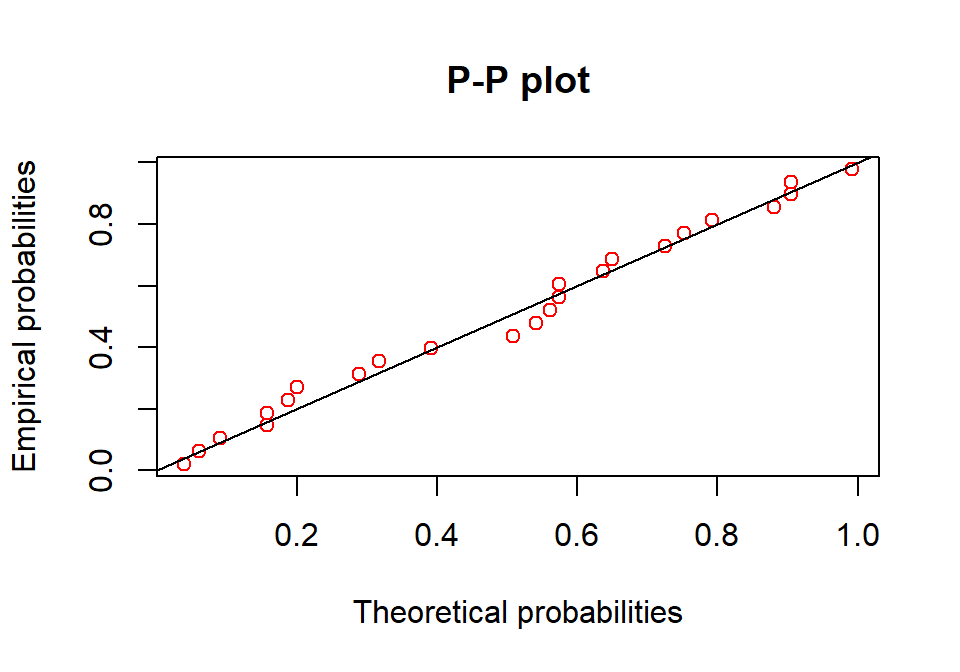 P-P plot
Empirical probabilities
0.8
0.4
0.0
0.2 0.4 0.6 0.8 1.0
Theoretical probabilities